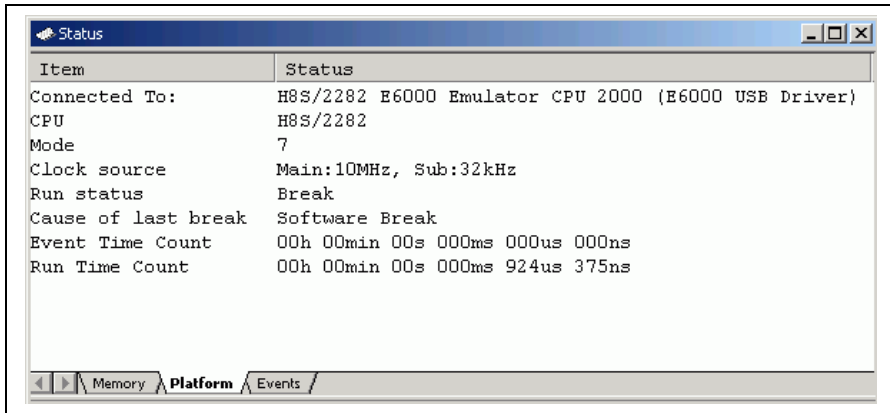 Status
Item Status
Connected To: H8S/2282 E6000 Emulator CPU 2000 (E6000 USB Driver)
CPU H8S/2282
Mode 7
Clock source Main:10MHz, Sub:32kHz
Run status Break
Cause of last break Software Break
Event Time Count 00h 00min 00s 000ms 000us 000ns
Run Time Count 00h 00min 00s 000ms 924us 375ns
Memory Platform Events